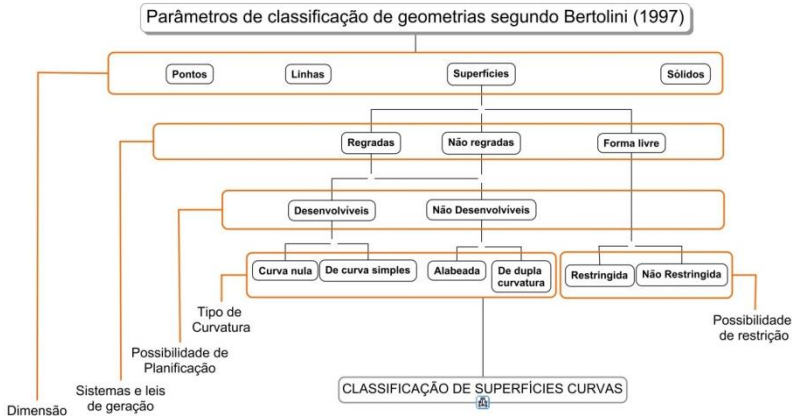 Parâmetros de classificação de geometrias segundo Bertolini (1997)
Pontos
Linhas
Superfícies
Sólidos
Regradas
Não regradas
Forma livre
Desenvolvíveis
Não Desenvolvíveis
Curva nula
De curva simples
Alabeada
De dupla
curvatura
Restringida
Não Restringida
Tipo de
Curvatura
Possibilidade
de restrição
Possibilidade de
Planificação
Sistemas e leis
de geração
Dimensão
CLASSIFICAÇÃO DE SUPERFÍCIES CURVAS